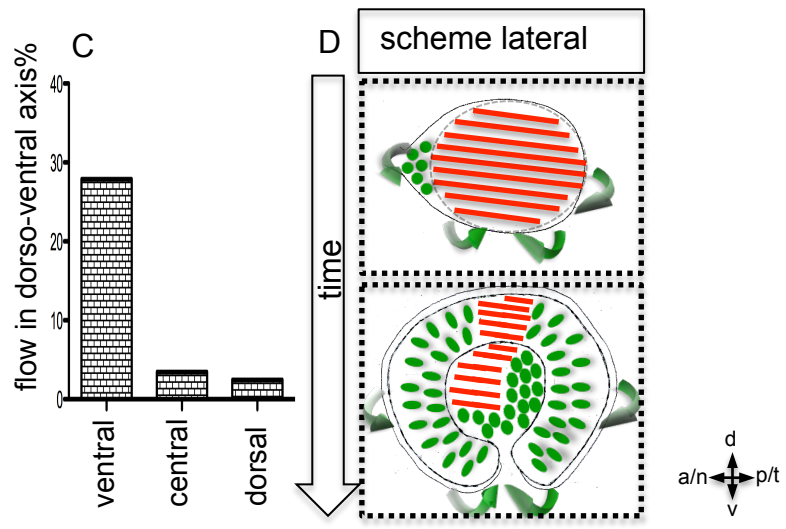 C
D
scheme lateral
flow in dorso-ventral axis%
40
30
20
10
0
ventral
central
dorsal
time
d
a/n
p/t
v